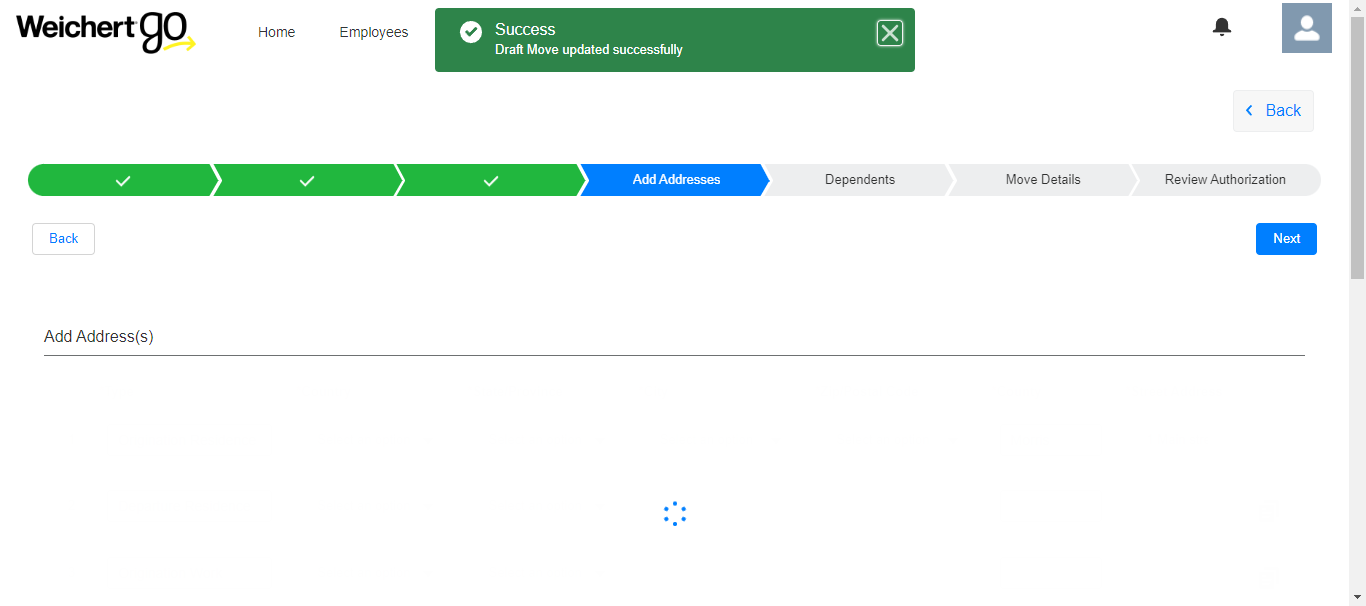 Weichert go
Home
Employees
Success
Draft Move updated successfully
Back
Add Addresses
Dependents
Move Details
Review Authorization
Back
Next
Add Address(s)